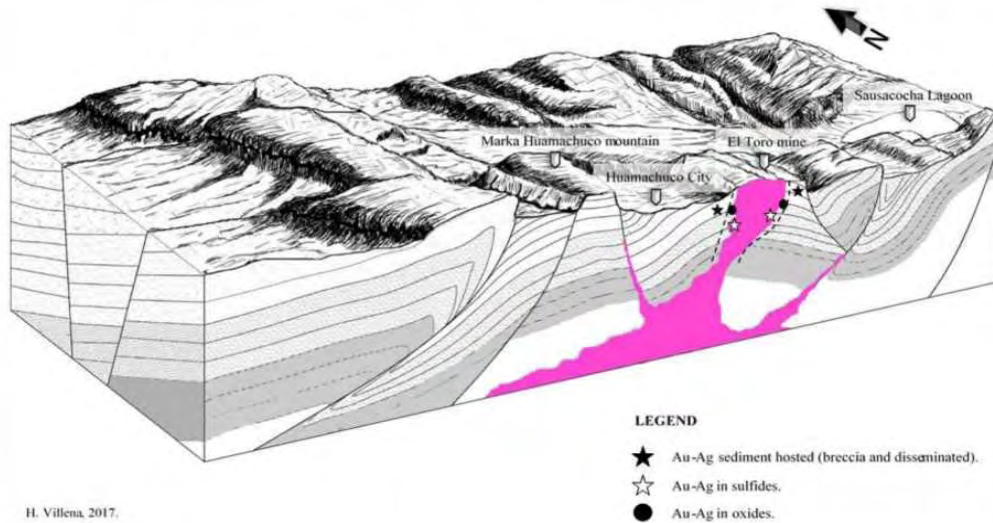 N
Sausacocha Lagoon
Marka Huamachuco mountain
El Toro mine
Huamachuco City
LEGEND
Au-Ag sediment hosted (breccia and disseminated).
Au-Ag in sulfides.
Au-Ag in oxides.
H. Villena, 2017.